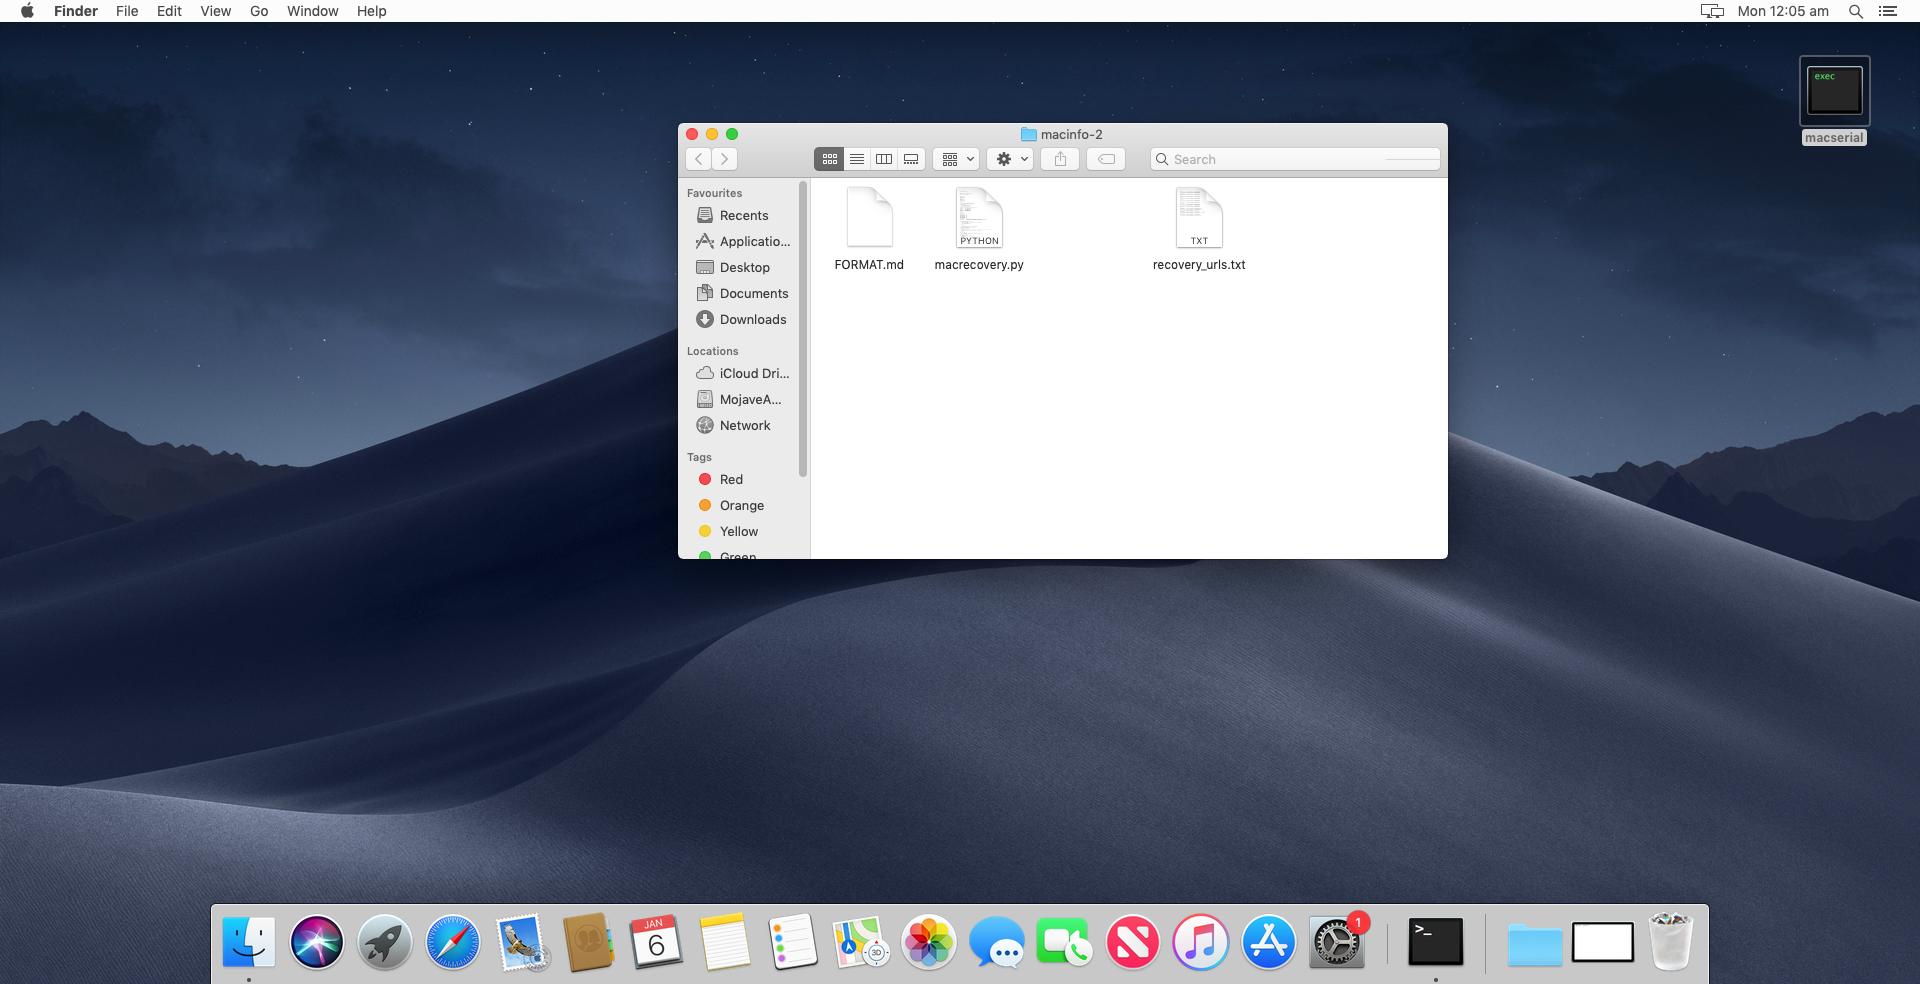 Finder File Edit View Go Window Help Mon 12:05 am
exec
macserial
macinfo-2
Search
Favourites
Recents
Applicatio...
Desktop
Documents
Downloads
Locations
iCloud Dri...
MojaveA...
Network
Tags
Red
Orange
Yellow
Green
PYTHON
TXT
FORMAT.md
macrecovery.py
recovery_urls.txt
JAN
6
3D
1
>_